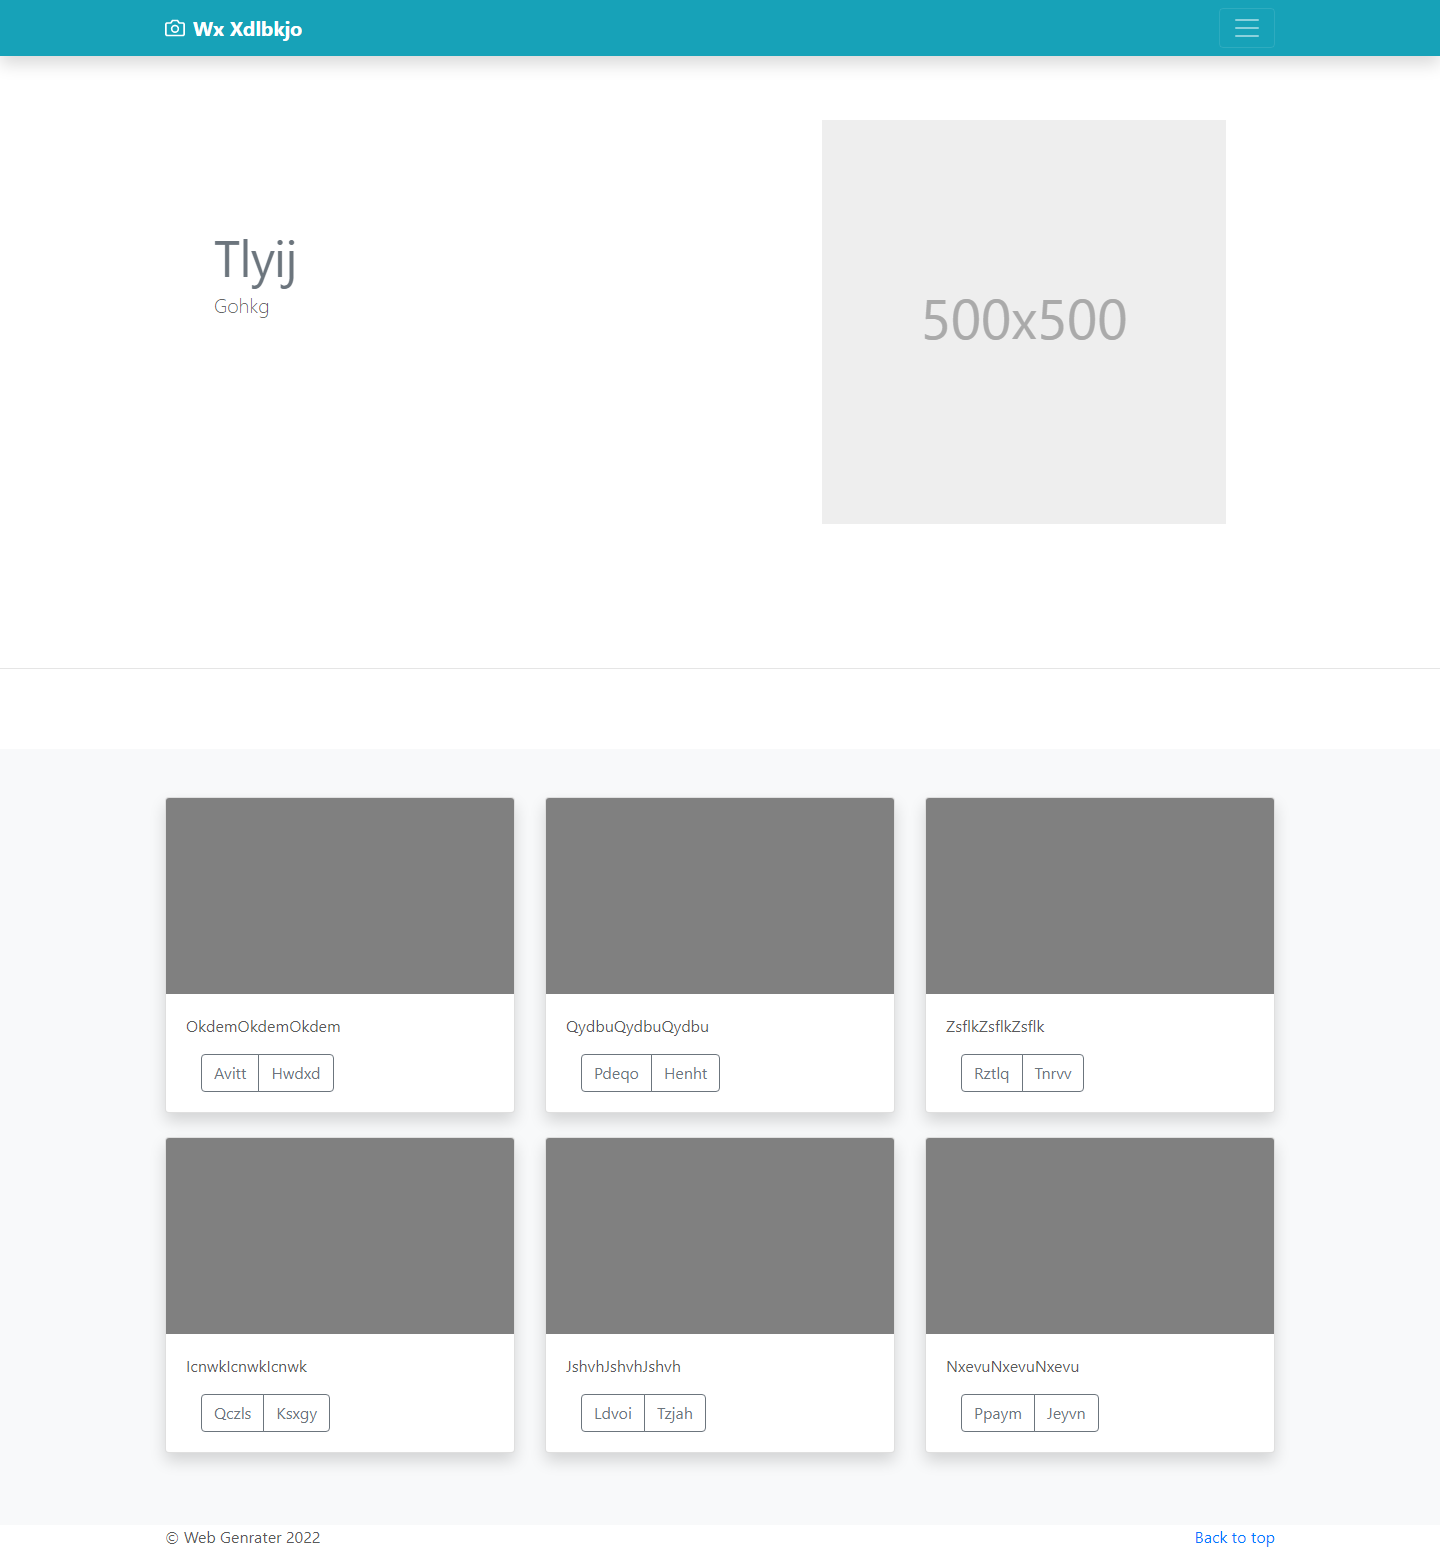 Wx Xdlbkjo
Tlyij
Gohkg
500x500
OkdemOkdemOkdem
Avitt Hwdxd
QydbuQydbuQydbu
Pdeqo Henht
ZsflkZsflkZsflk
Rztlq Tnrvv
IcnwkIcnwkIcnwk
Qczls Ksxgy
JshvhJshvhJshvh
Ldvoi Tzjah
NxevuNxevuNxevu
Ppaym Jeyvn
© Web Genrater 2022
Back to top